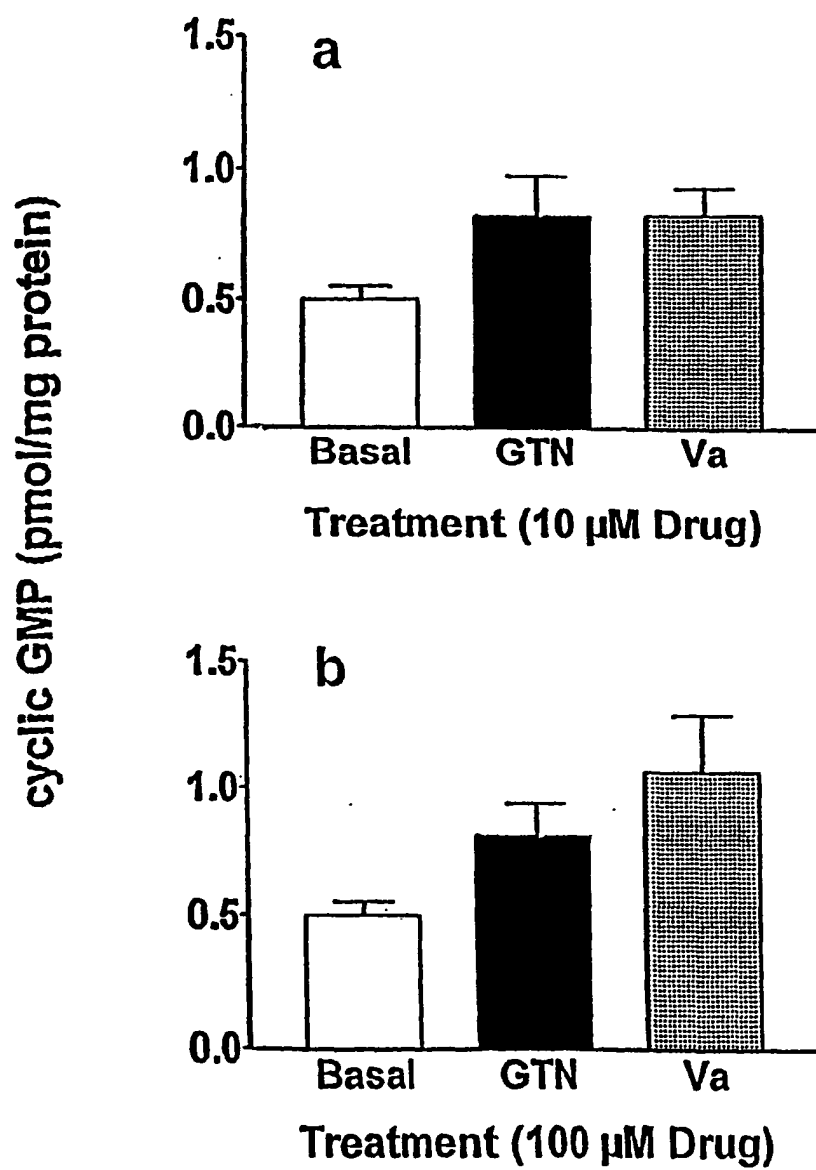 cyclic GMP (pmol/mg protein)
a
1.5
1.0
0.5
0.0
Basal GTN Va
Treatment (10 µM Drug)
b
1.5
1.0
0.5
0.0
Basal GTN Va
Treatment (100 µM Drug)